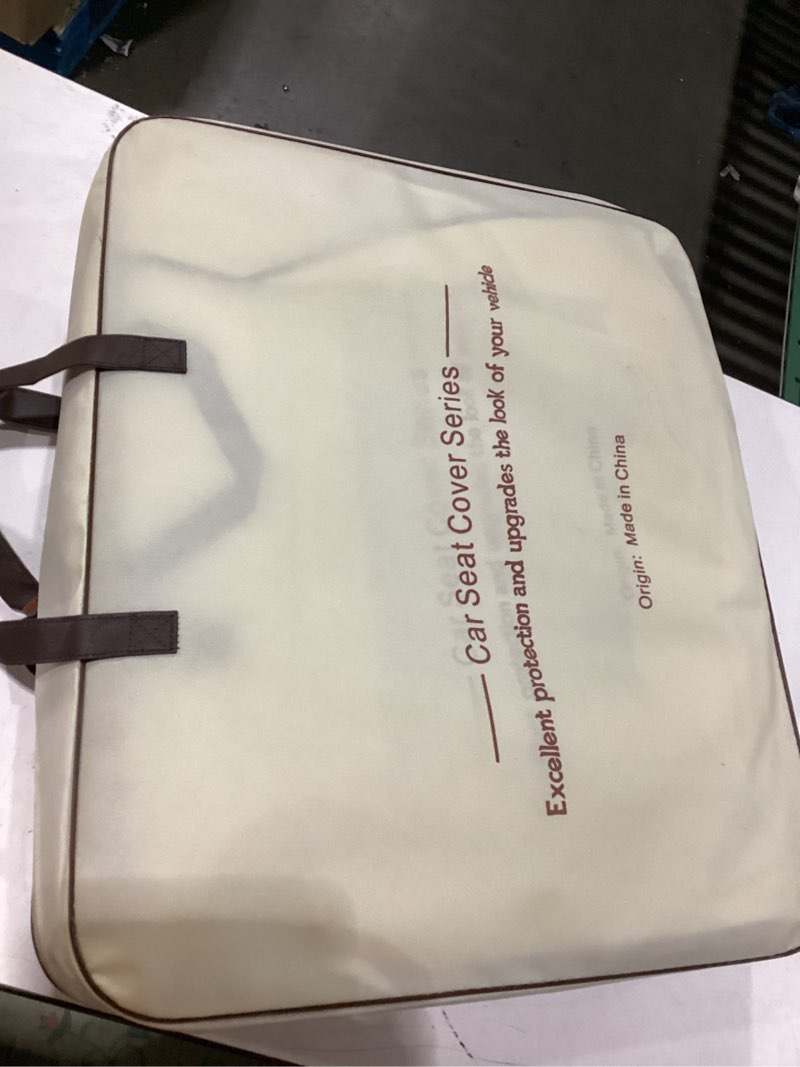 Car Seat Cover Series
Excellent protection and upgrades the look of your vehicle
Origin: Made in China